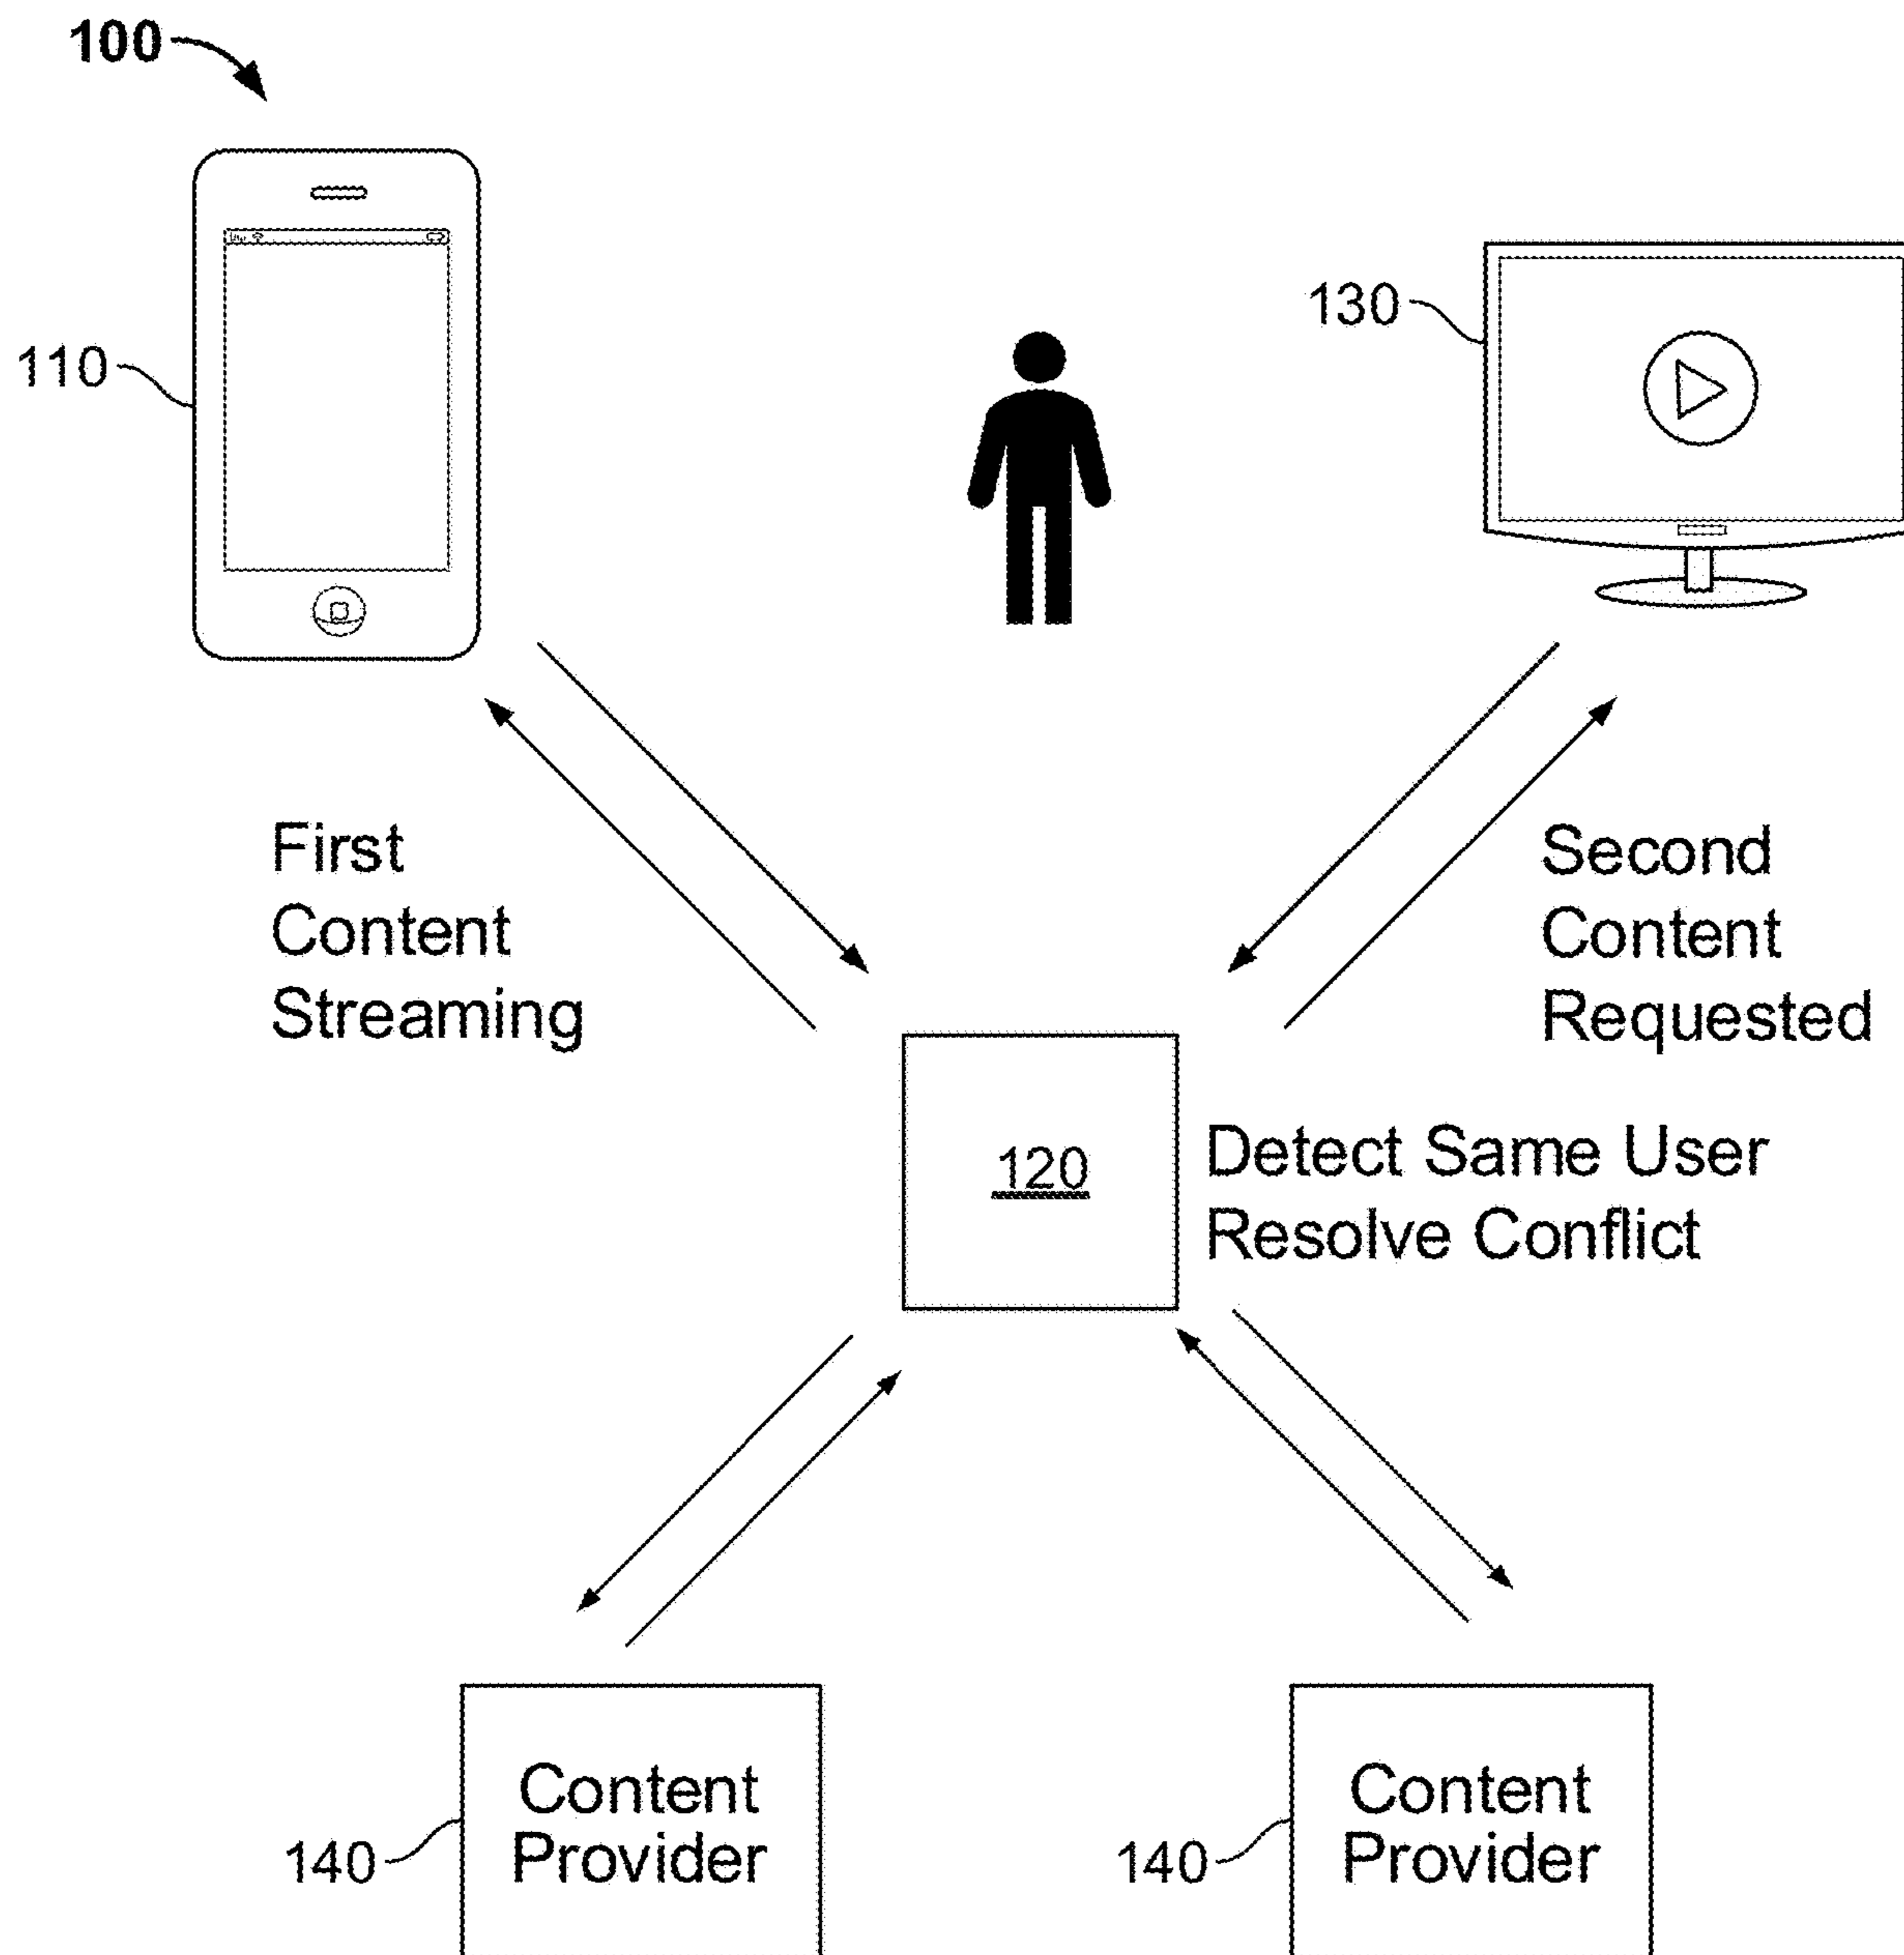 100
110
130
First
Content
Streaming
Second
Content
Requested
120
Detect Same User
Resolve Conflict
Content
Provider
140
Content
Provider
140